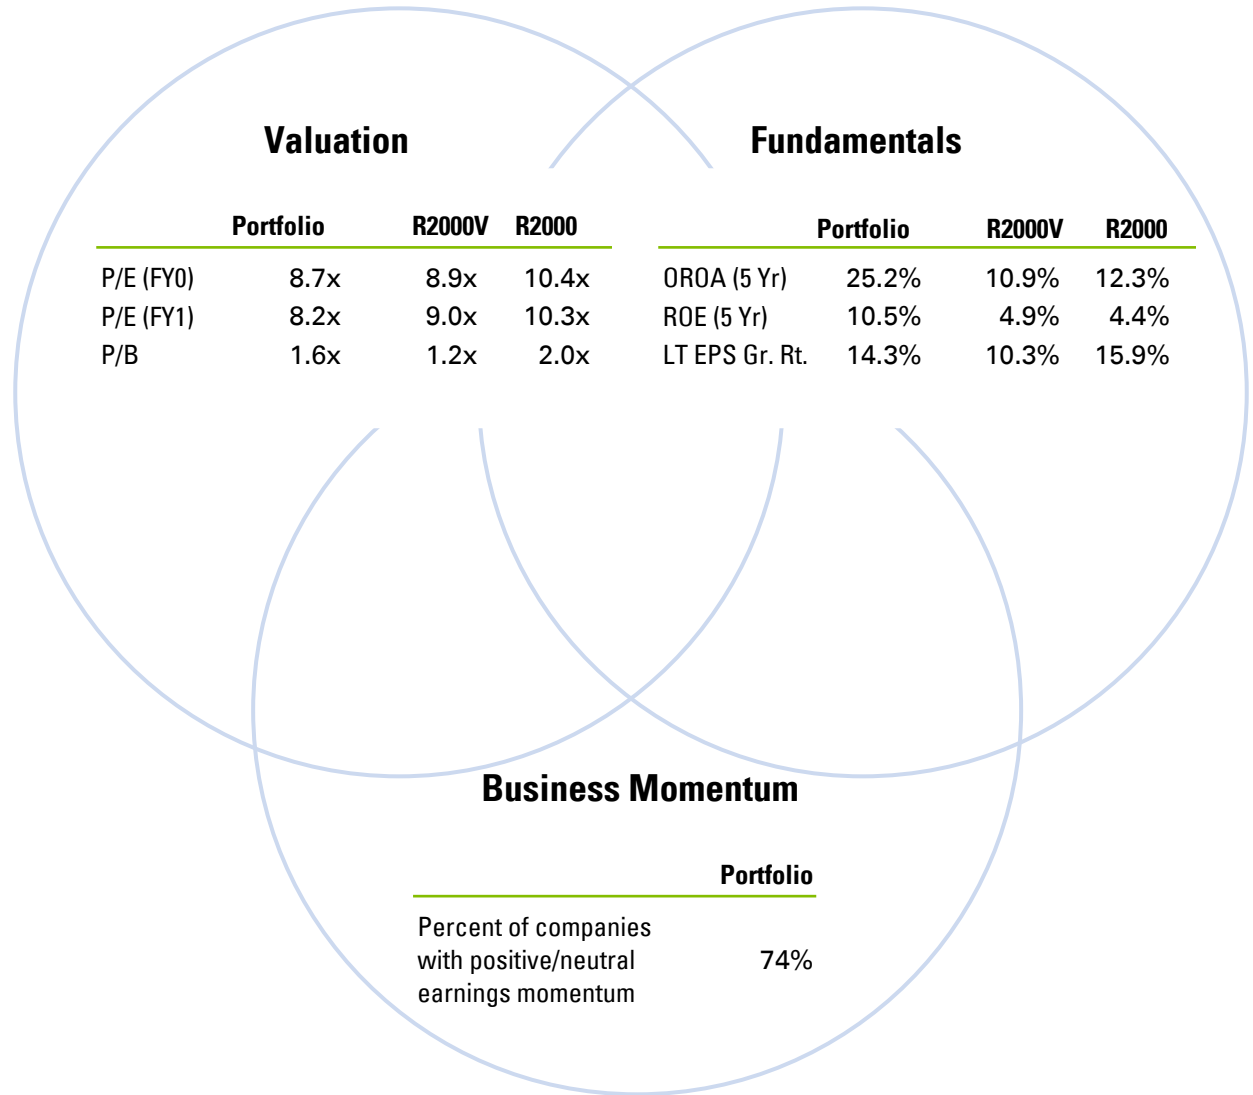 Valuation
Portfolio R2000V R2000
P/E (FY0) 8.7x 8.9x 10.4x
P/E (FY1) 8.2x 9.0x 10.3x
P/B 1.6x 1.2x 2.0x
Fundamentals
Portfolio R2000V R2000
OROA (5 Yr) 25.2% 10.9% 12.3%
ROE (5 Yr) 10.5% 4.9% 4.4%
LT EPS Gr. Rt. 14.3% 10.3% 15.9%
Business Momentum
Portfolio
Percent of companies
with positive/neutral 74%
earnings momentum